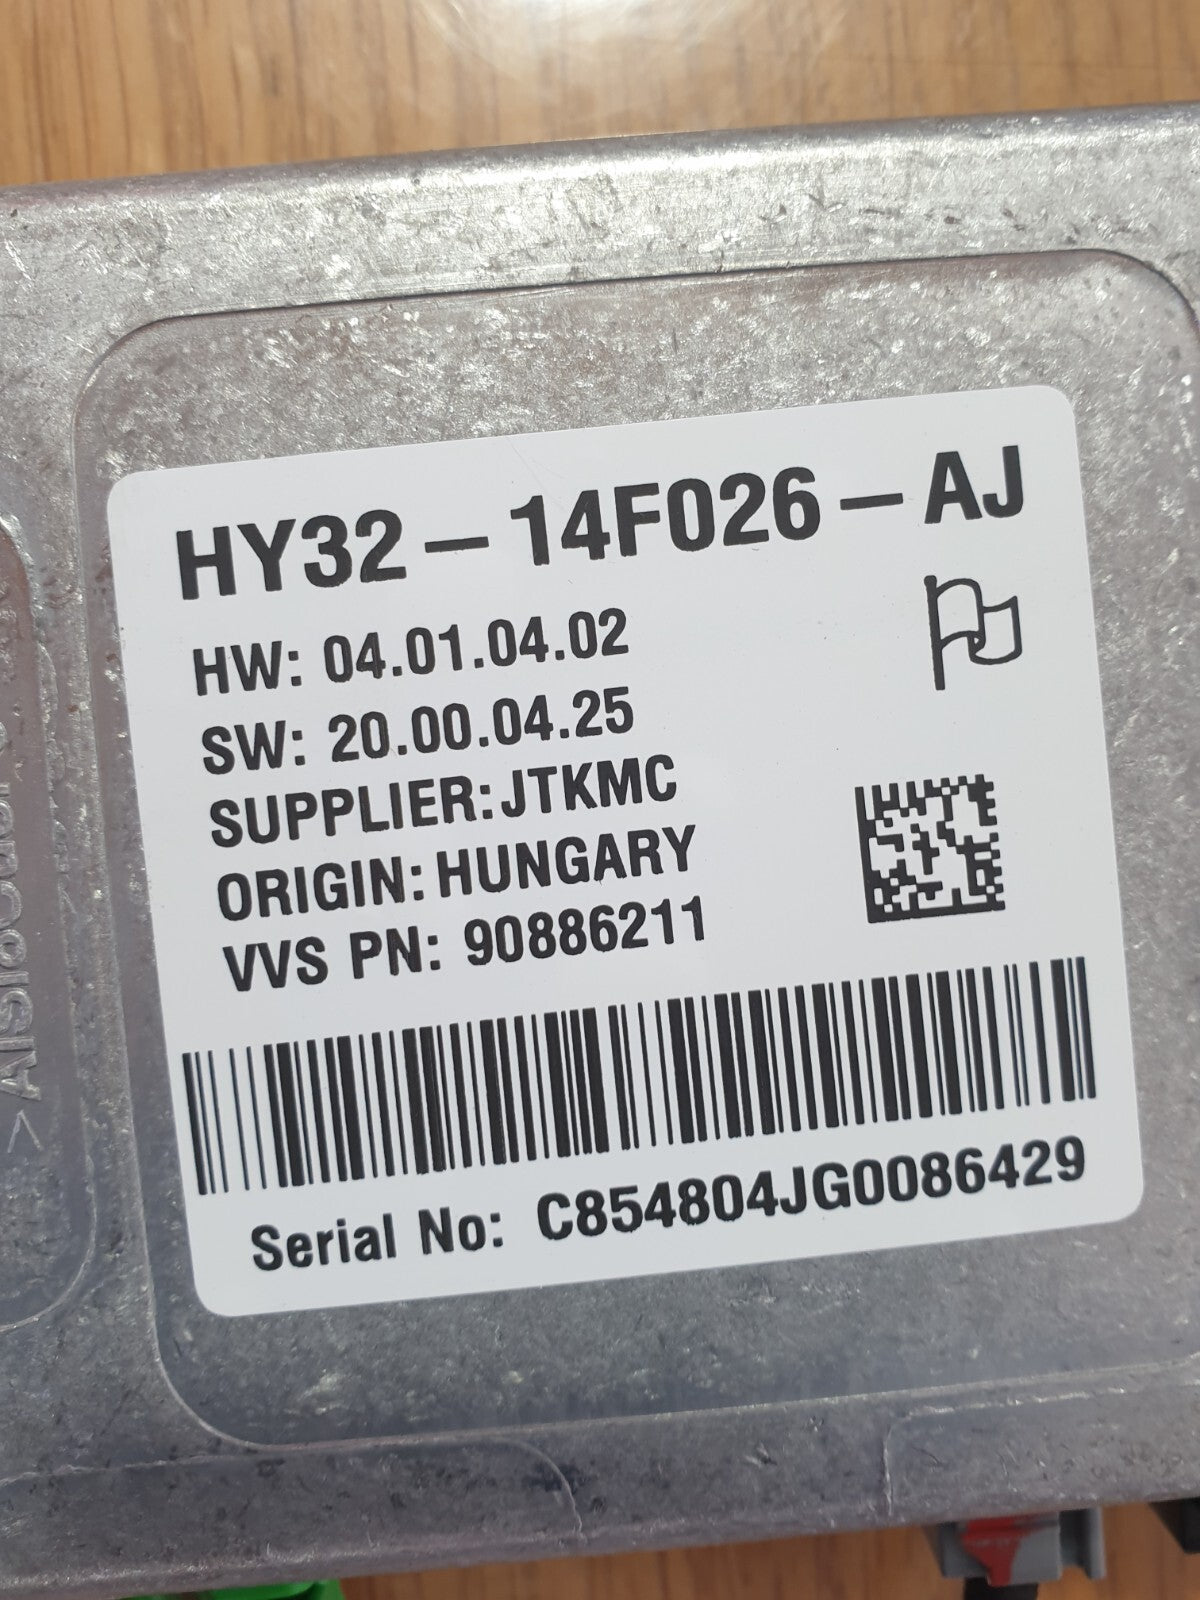 HY32-14F026-AJ
HW: 04.01.04.02
SW: 20.00.04.25
SUPPLIER:JTKMC
ORIGIN:HUNGARY
VVS PN: 90886211
Serial No: C854804JG0086429